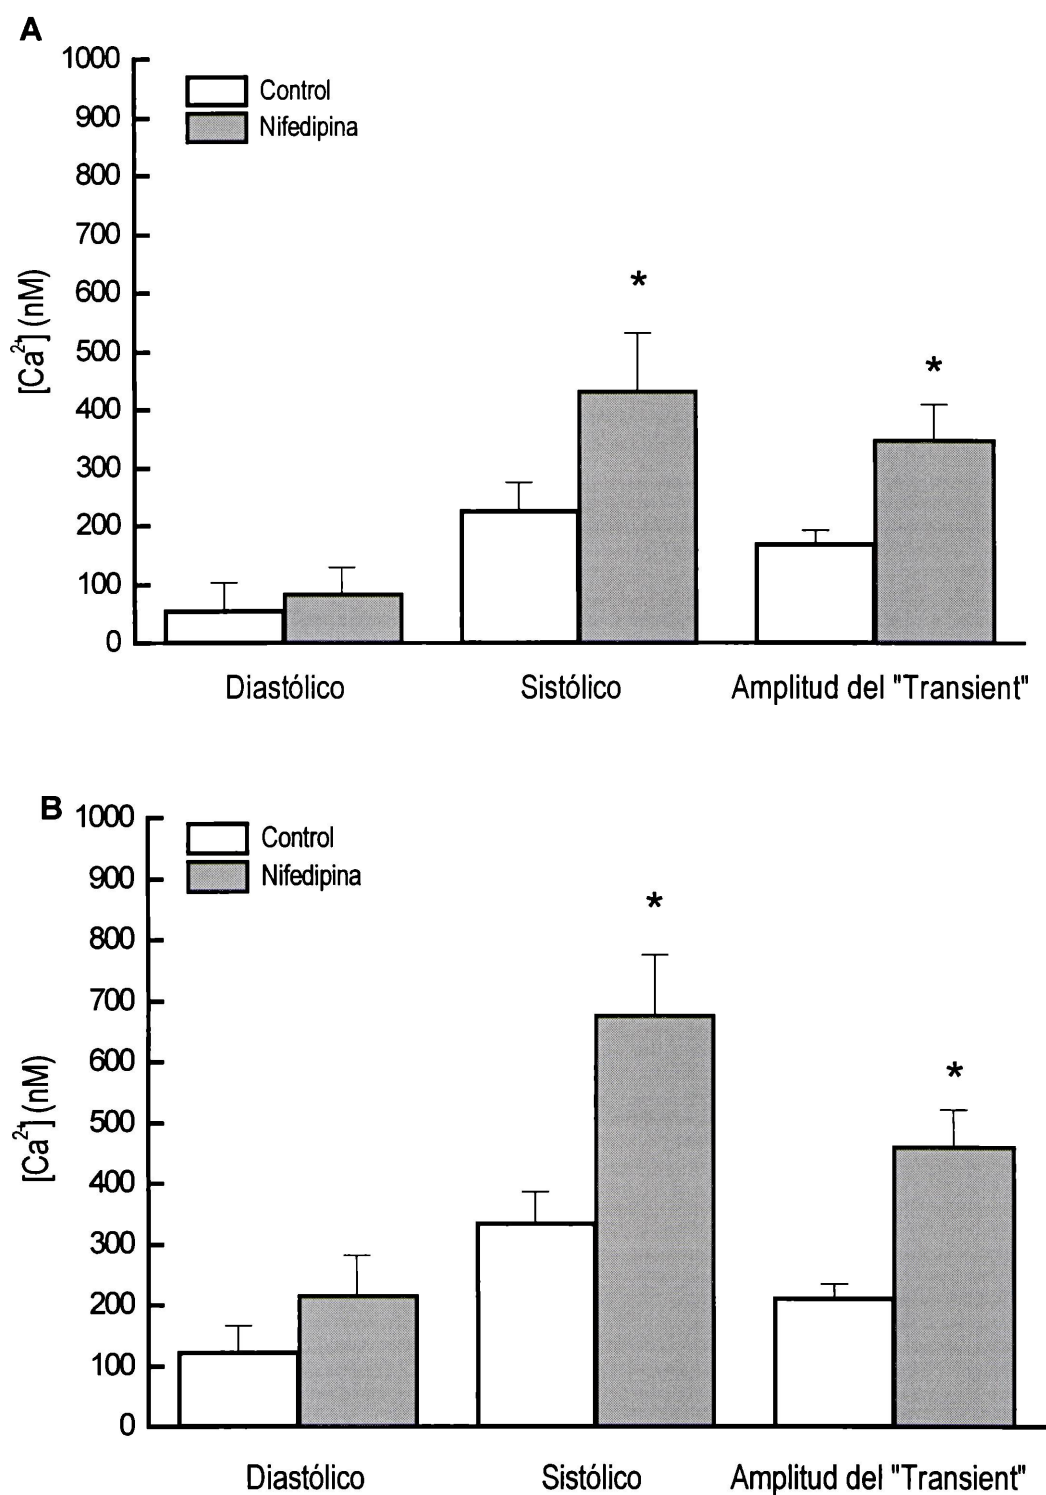 A
1000
900
800
700
600
500
400
300
200
100
0
[Ca2+] (nM)
Control
Nifedipina
*
*
Diastólico
Sistólico
Amplitud del "Transient"
B
1000
900
800
700
600
500
400
300
200
100
0
[Ca2+] (nM)
Control
Nifedipina
*
*
Diastólico
Sistólico
Amplitud del "Transient"